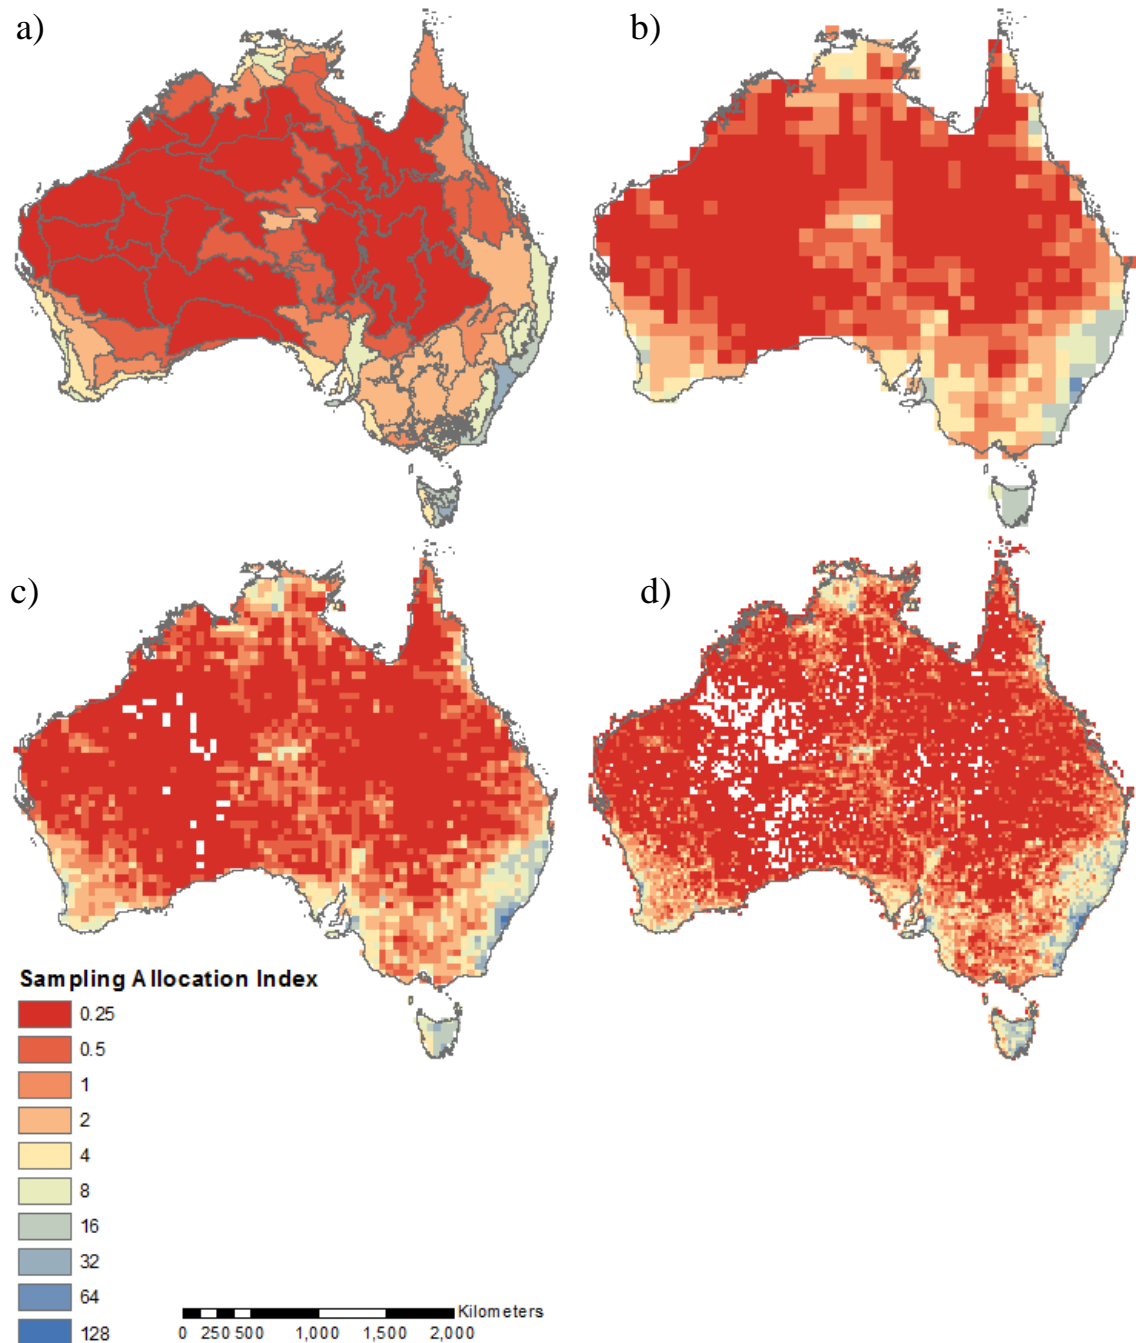 a)
b)
c)
d)
Sampling Allocation Index
0.25
0.5
1
2
4
8
16
32
64
128
Kilometers
0 250 500 1,000 1,500 2,000